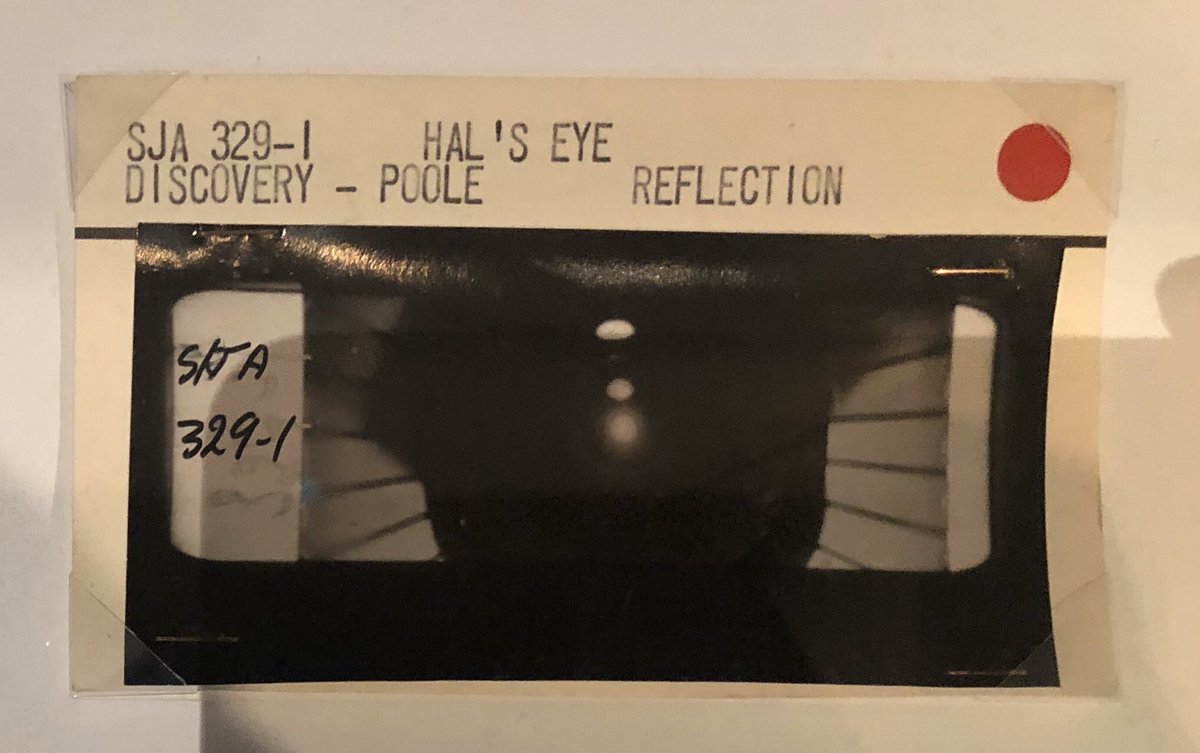 SJA 329-1 HAL'S EYE
DISCOVERY - POOLE REFLECTION
SJA
329-1